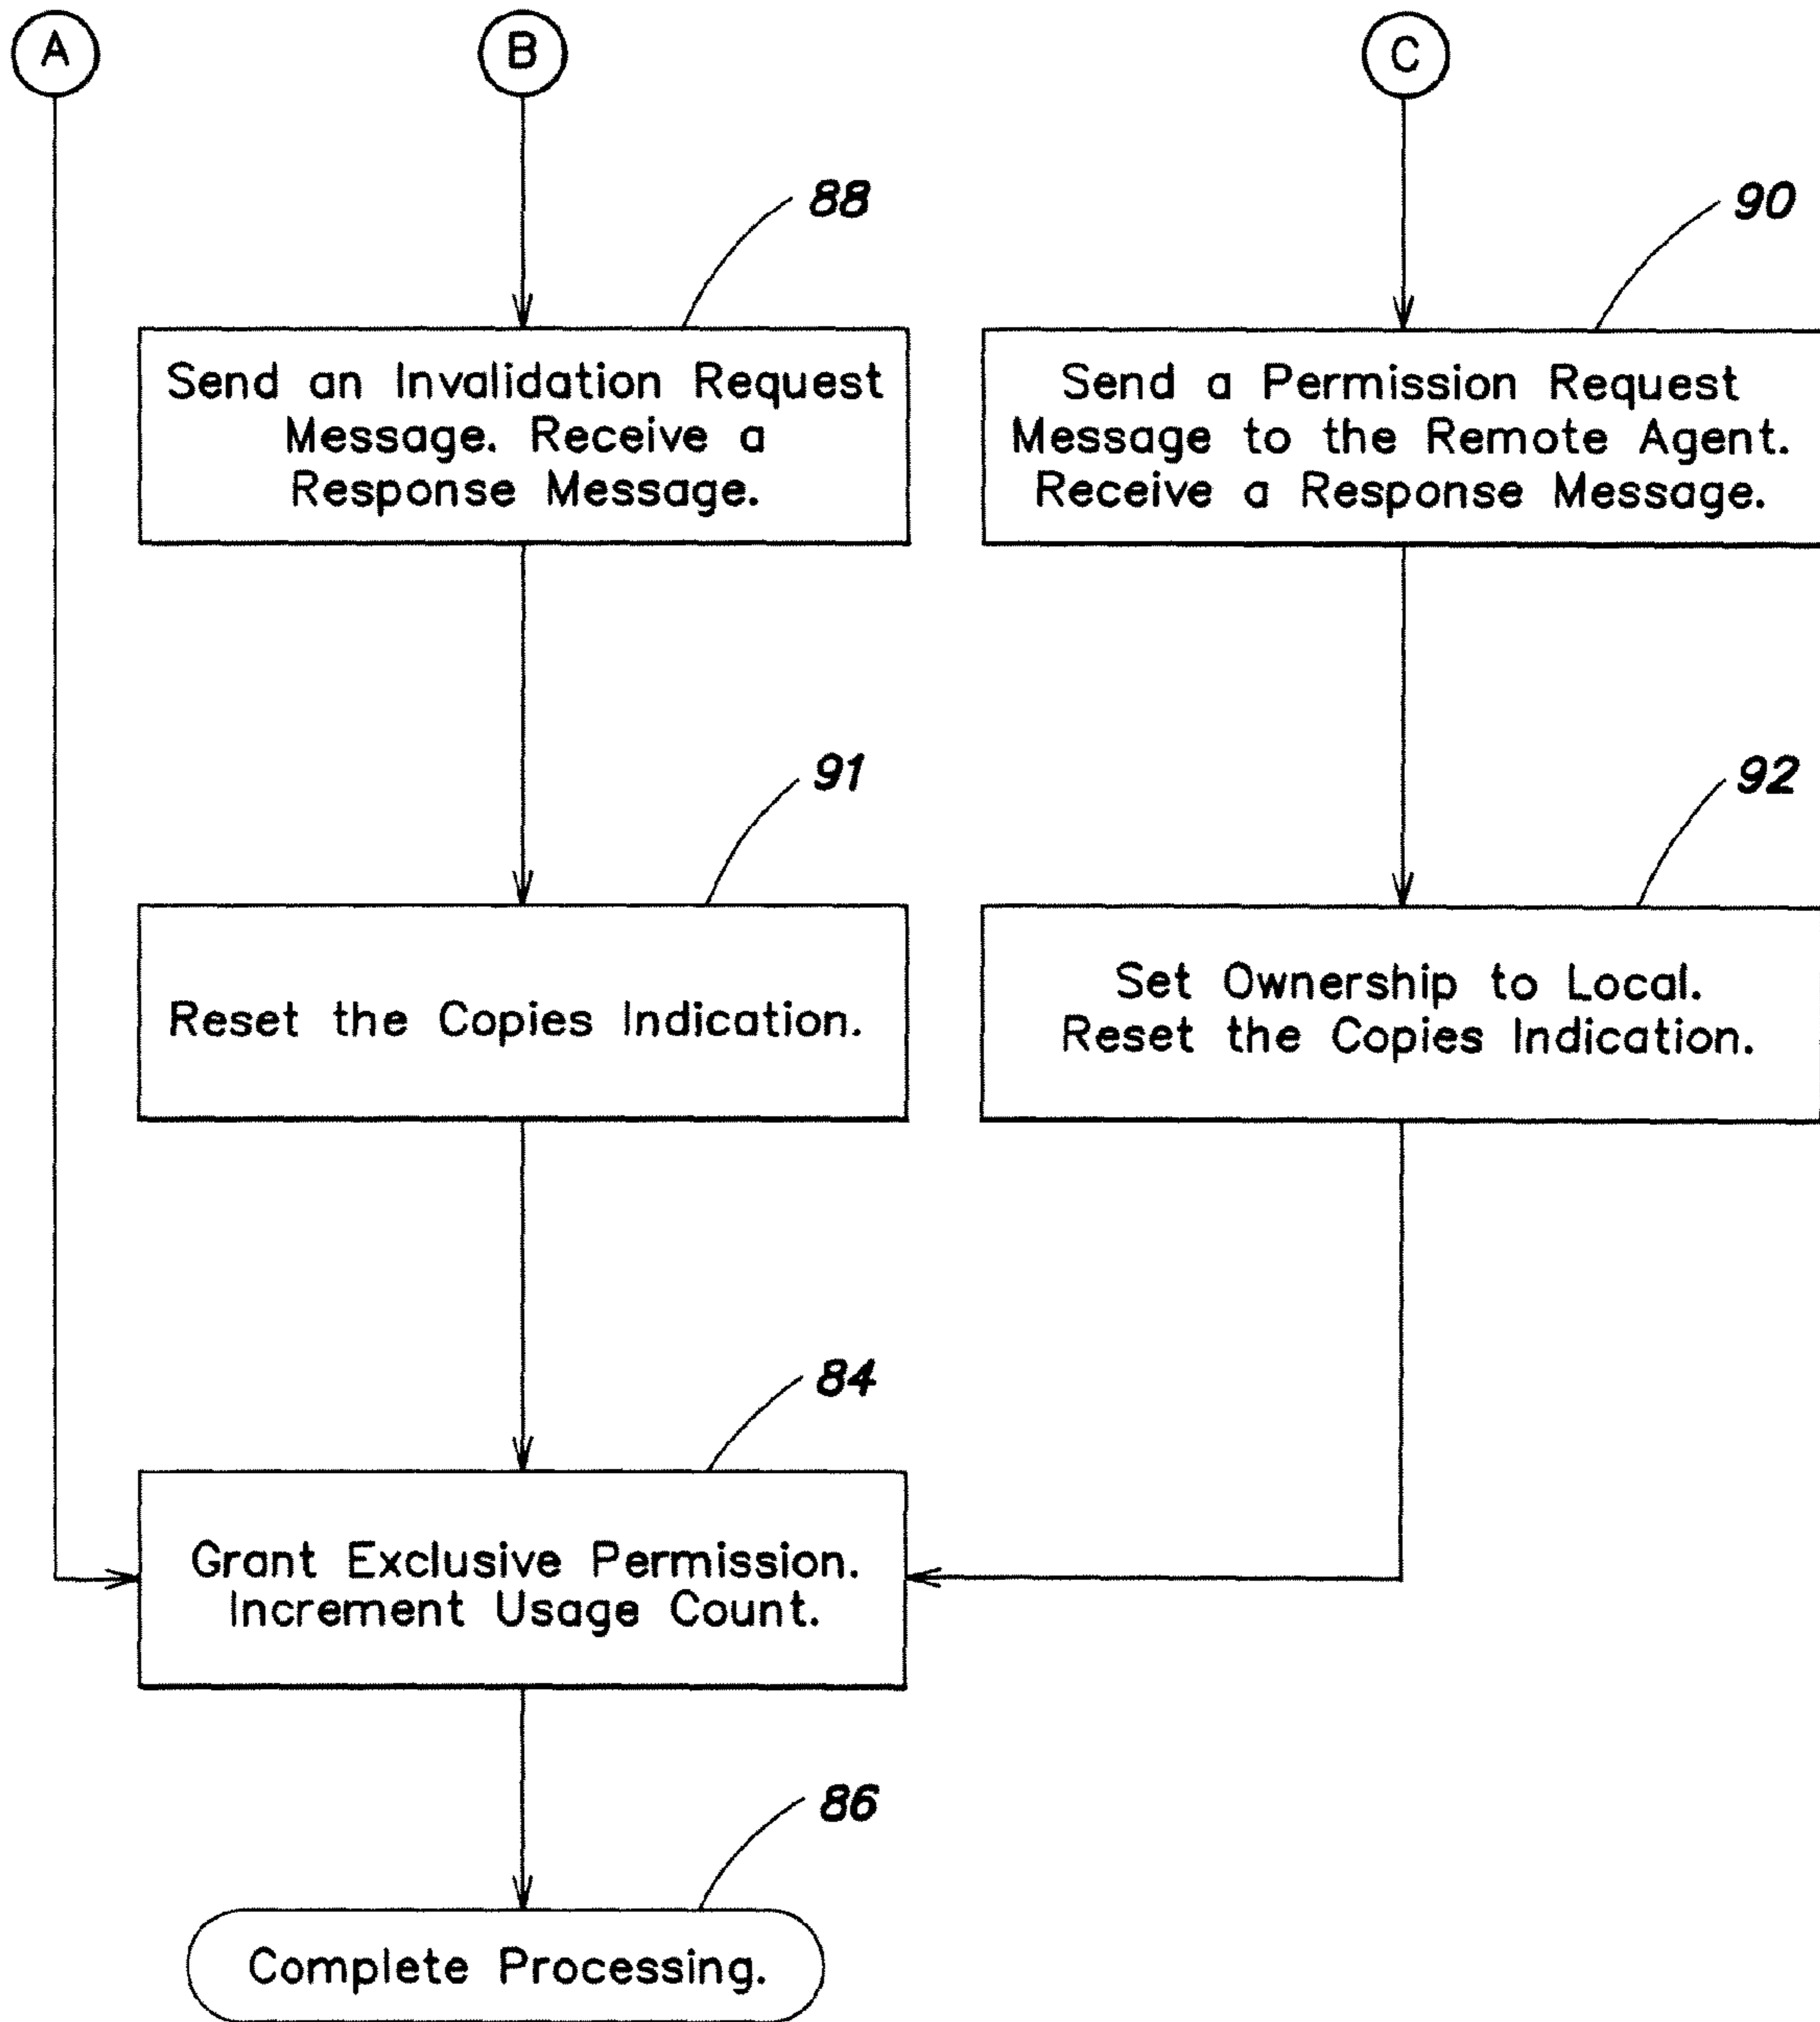 A
B
C
88
90
Send an Invalidation Request
Message. Receive a
Response Message.
Send a Permission Request
Message to the Remote Agent.
Receive a Response Message.
91
92
Reset the Copies Indication.
Set Ownership to Local.
Reset the Copies Indication.
84
Grant Exclusive Permission.
Increment Usage Count.
86
Complete Processing.